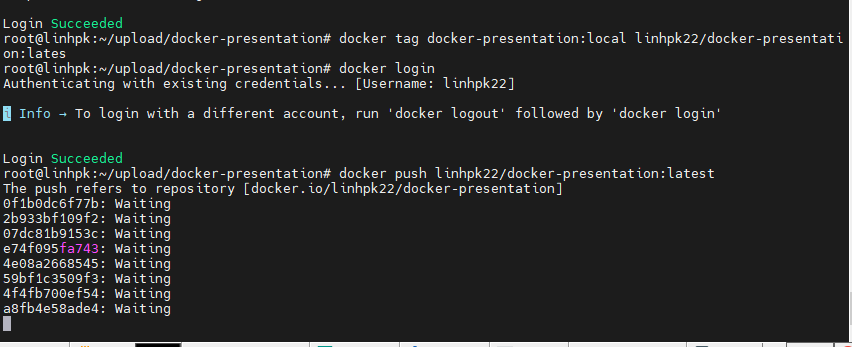 Login Succeeded
root@linhpk:~/upload/docker-presentation# docker tag docker-presentation:local linhpk22/docker-presentati
on:lates
root@linhpk:~/upload/docker-presentation# docker login
Authenticating with existing credentials... [Username: linhpk22]
i Info → To login with a different account, run 'docker logout' followed by 'docker login'
Login Succeeded
root@linhpk:~/upload/docker-presentation# docker push linhpk22/docker-presentation:latest
The push refers to repository [docker.io/linhpk22/docker-presentation]
0f1b0dc6f77b: Waiting
2b933bf109f2: Waiting
07dc81b9153c: Waiting
e74f095fa743: Waiting
4e08a2668545: Waiting
59bf1c3509f3: Waiting
4f4fb700ef54: Waiting
a8fb4e58ade4: Waiting